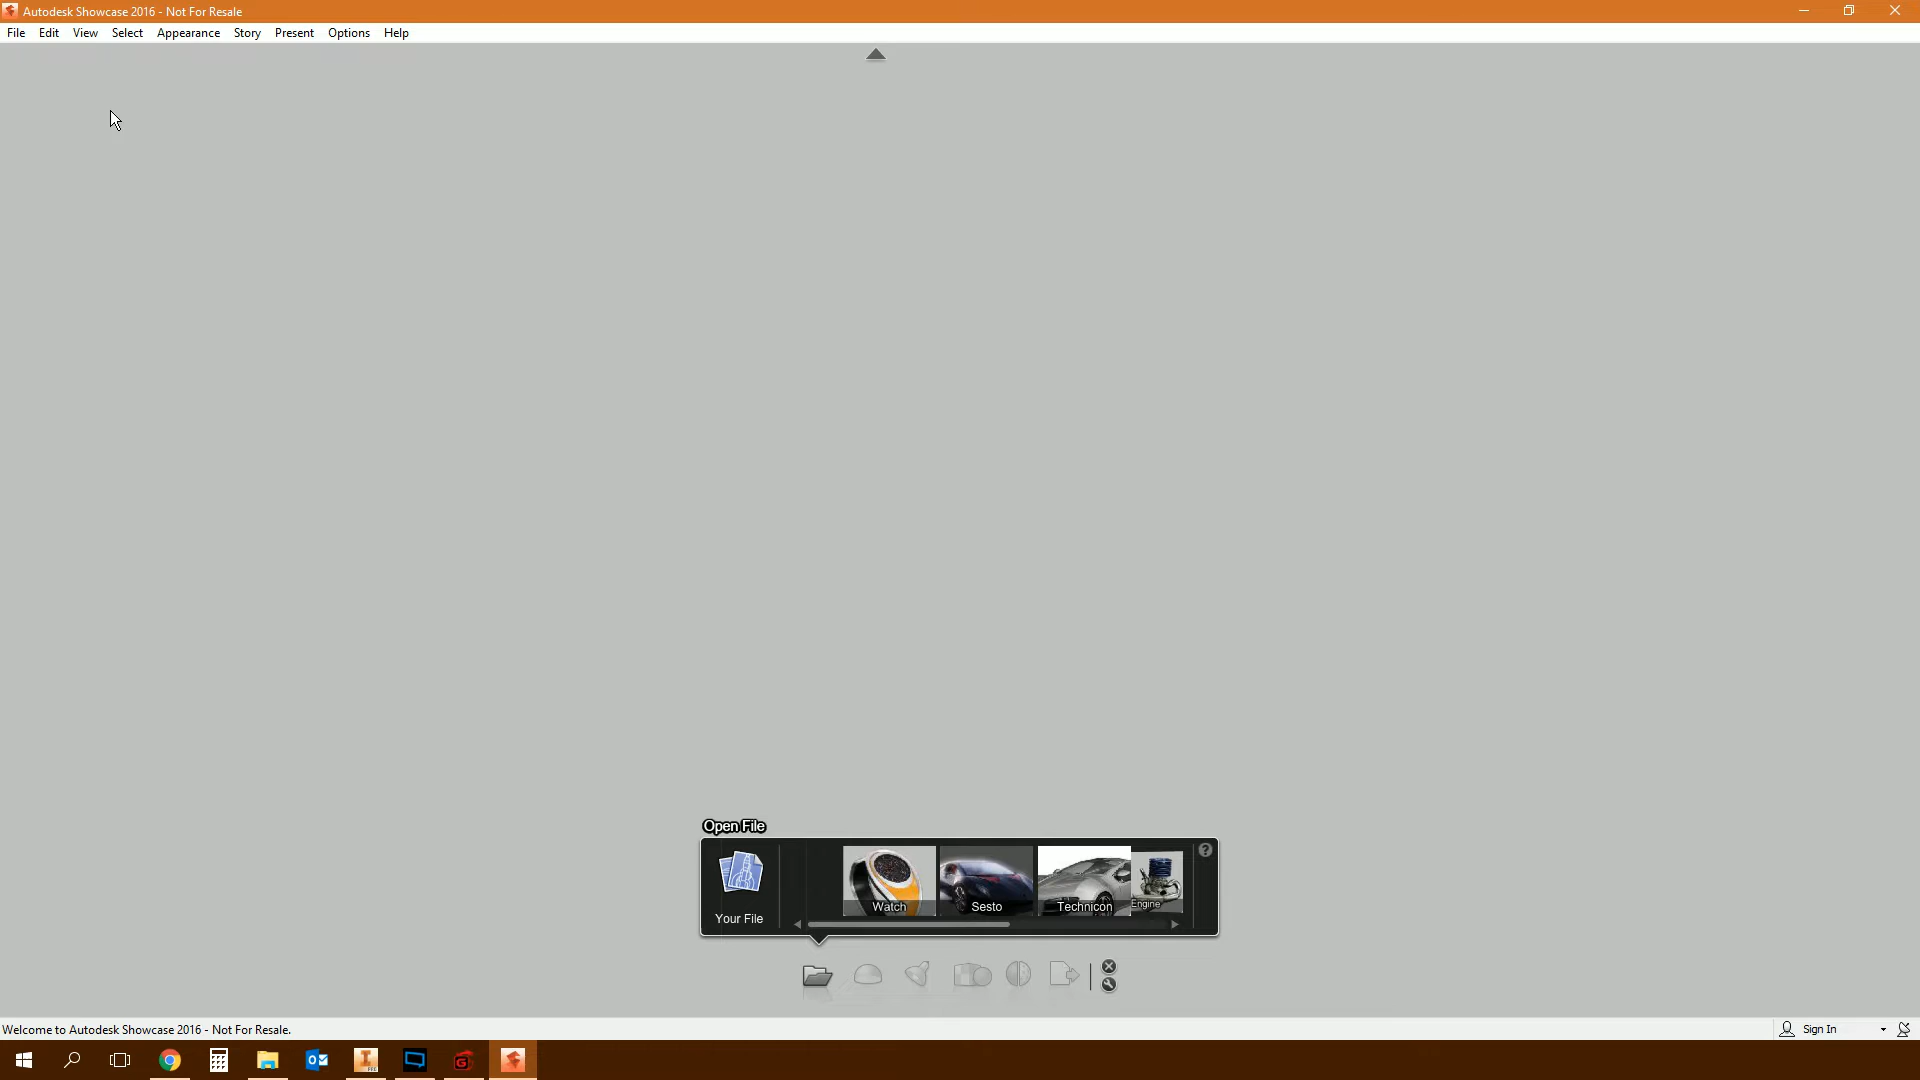 Autodesk Showcase 2016 - Not For Resale
File Edit View Select Appearance Story Present Options Help
Open File
Your File
Watch
Sesto
Technicon
Engine
Welcome to Autodesk Showcase 2016 - Not For Resale.
Sign In